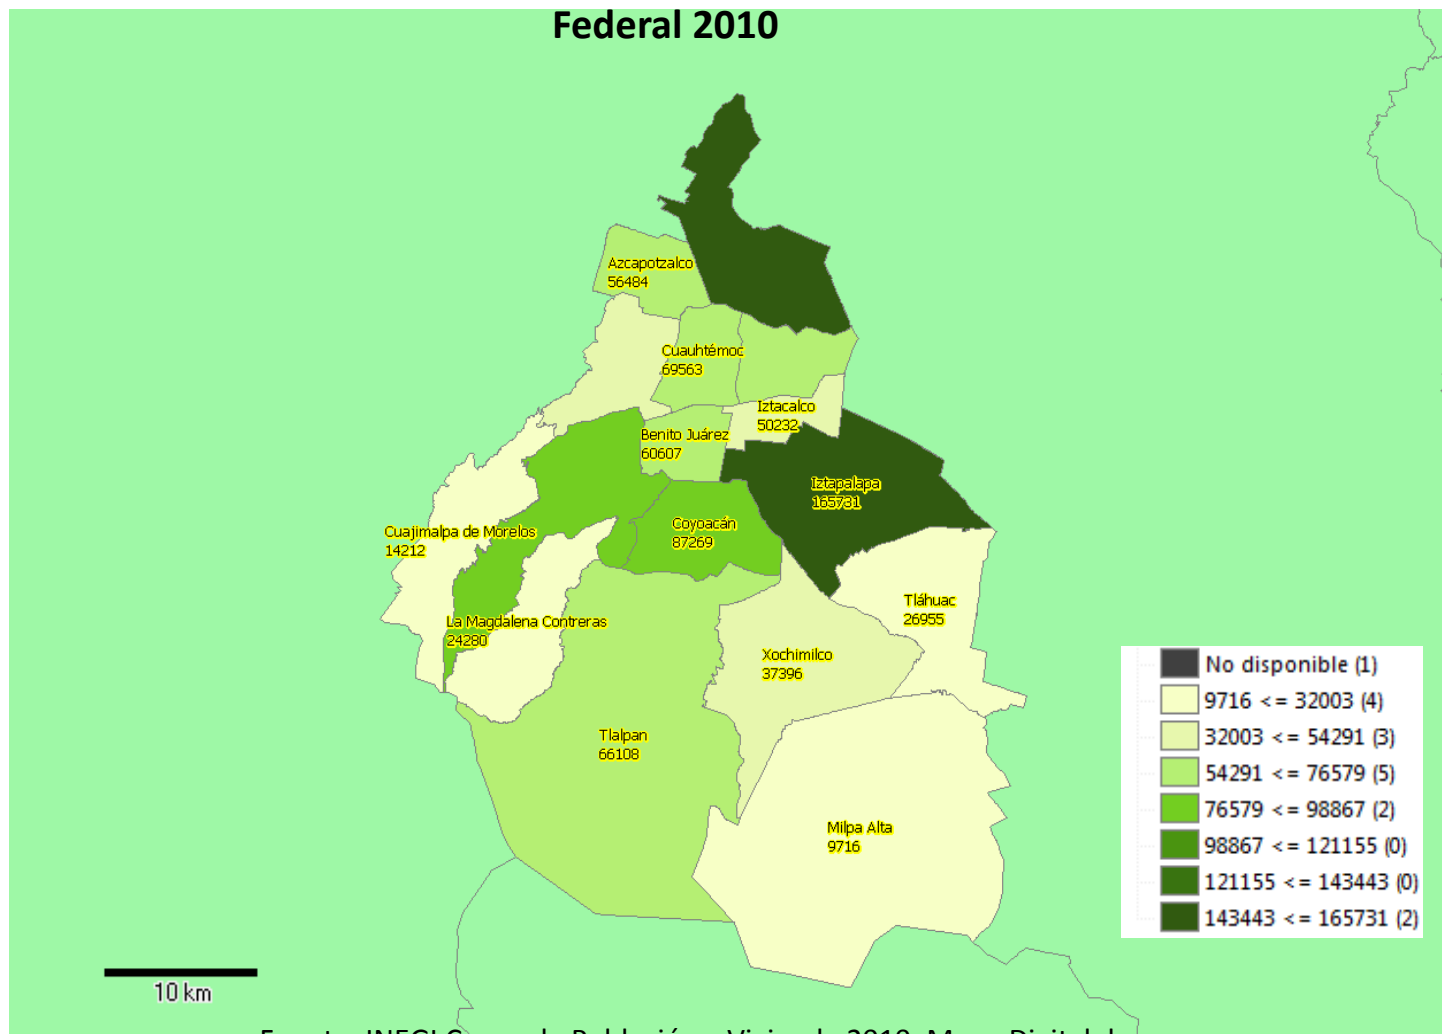 Federal 2010
Azcapotzalco
56484
Cuauhtémoc
69563
Iztacalco
50232
Benito Juárez
60607
Iztapalapa
165731
Coyoacán
87269
Cuajimalpa de Morelos
14212
Tláhuac
26955
La Magdalena Contreras
24280
Xochimilco
37396
Tlalpan
66108
Milpa Alta
9716
No disponible (1)
9716 <= 32003 (4)
32003 <= 54291 (3)
54291 <= 76579 (5)
76579 <= 98867 (2)
98867 <= 121155 (0)
121155 <= 143443 (0)
143443 <= 165731 (2)
10 km
2010